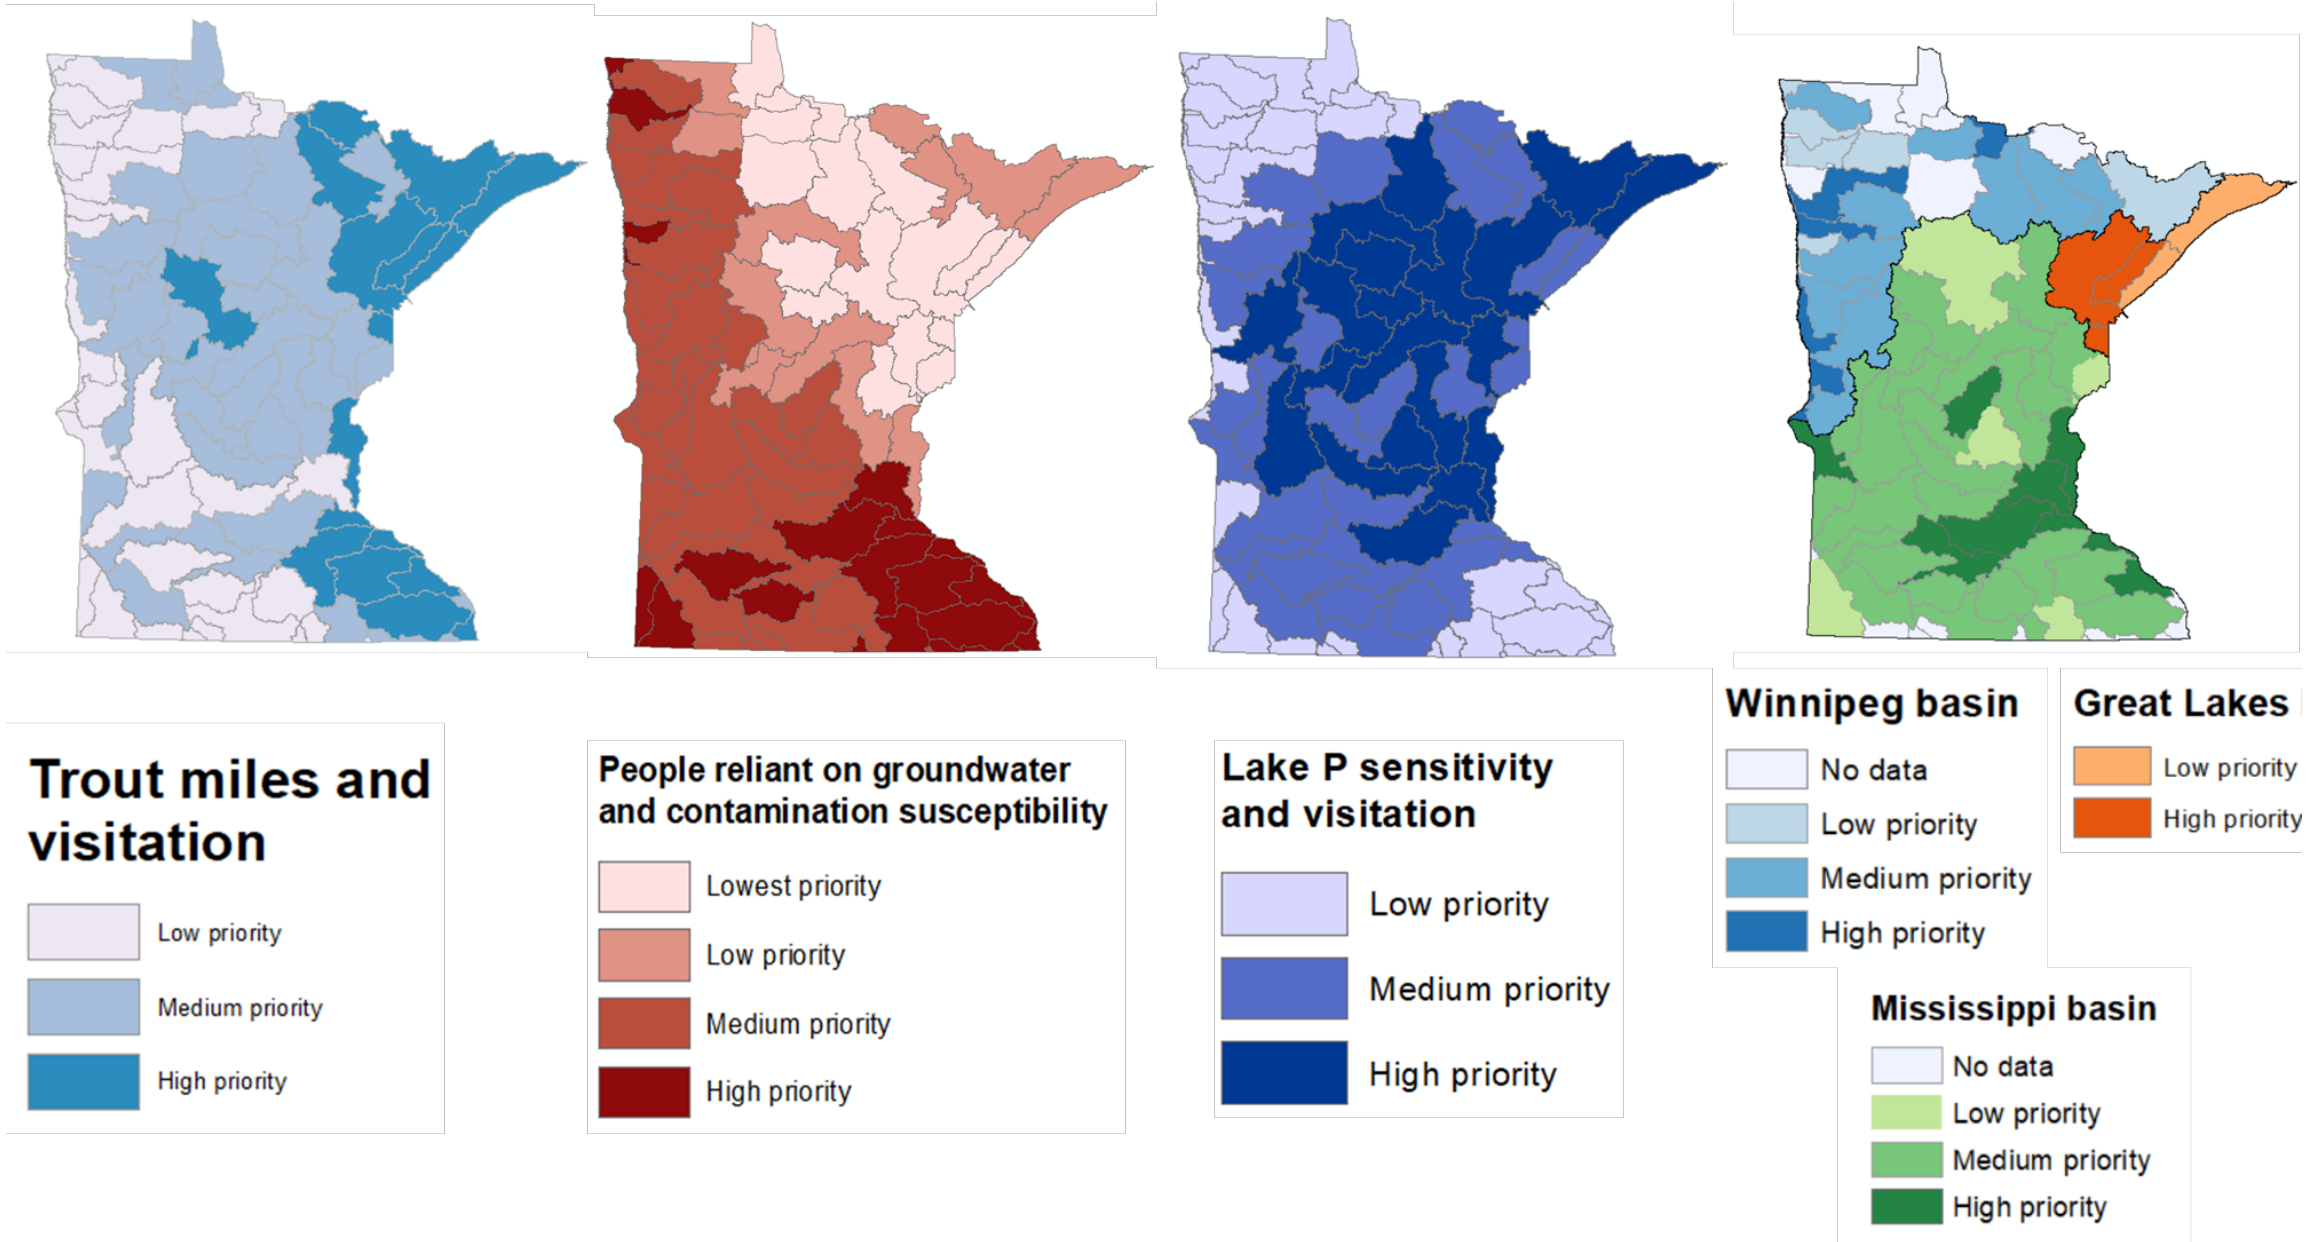 Trout miles and
visitation
Low priority
Medium priority
High priority
People reliant on groundwater
and contamination susceptibility
Lowest priority
Low priority
Medium priority
High priority
Lake P sensitivity
and visitation
Low priority
Medium priority
High priority
Winnipeg basin
No data
Low priority
Medium priority
High priority
Great Lakes
Low priority
High priority
Mississippi basin
No data
Low priority
Medium priority
High priority